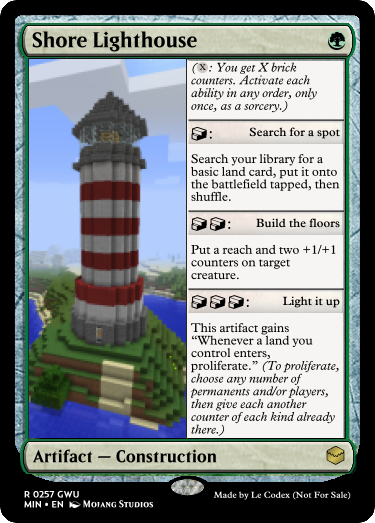 Shore Lighthouse
(X: You get X brick
counters. Activate each
ability in any order, only
once, as a sorcery.)
: Search for a spot
Search your library for a
basic land card, put it onto
the battlefield tapped, then
shuffle.
: Build the floors
Put a reach and two +1/+1
counters on target
creature.
: Light it up
This artifact gains
“Whenever a land you
control enters,
proliferate.” (To proliferate,
choose any number of
permanents and/or players,
then give each another
counter of each kind already
there.)
Artifact — Construction
R 0257 GWU
MIN • EN Mojang Studios
Made by Le Codex (Not For Sale)